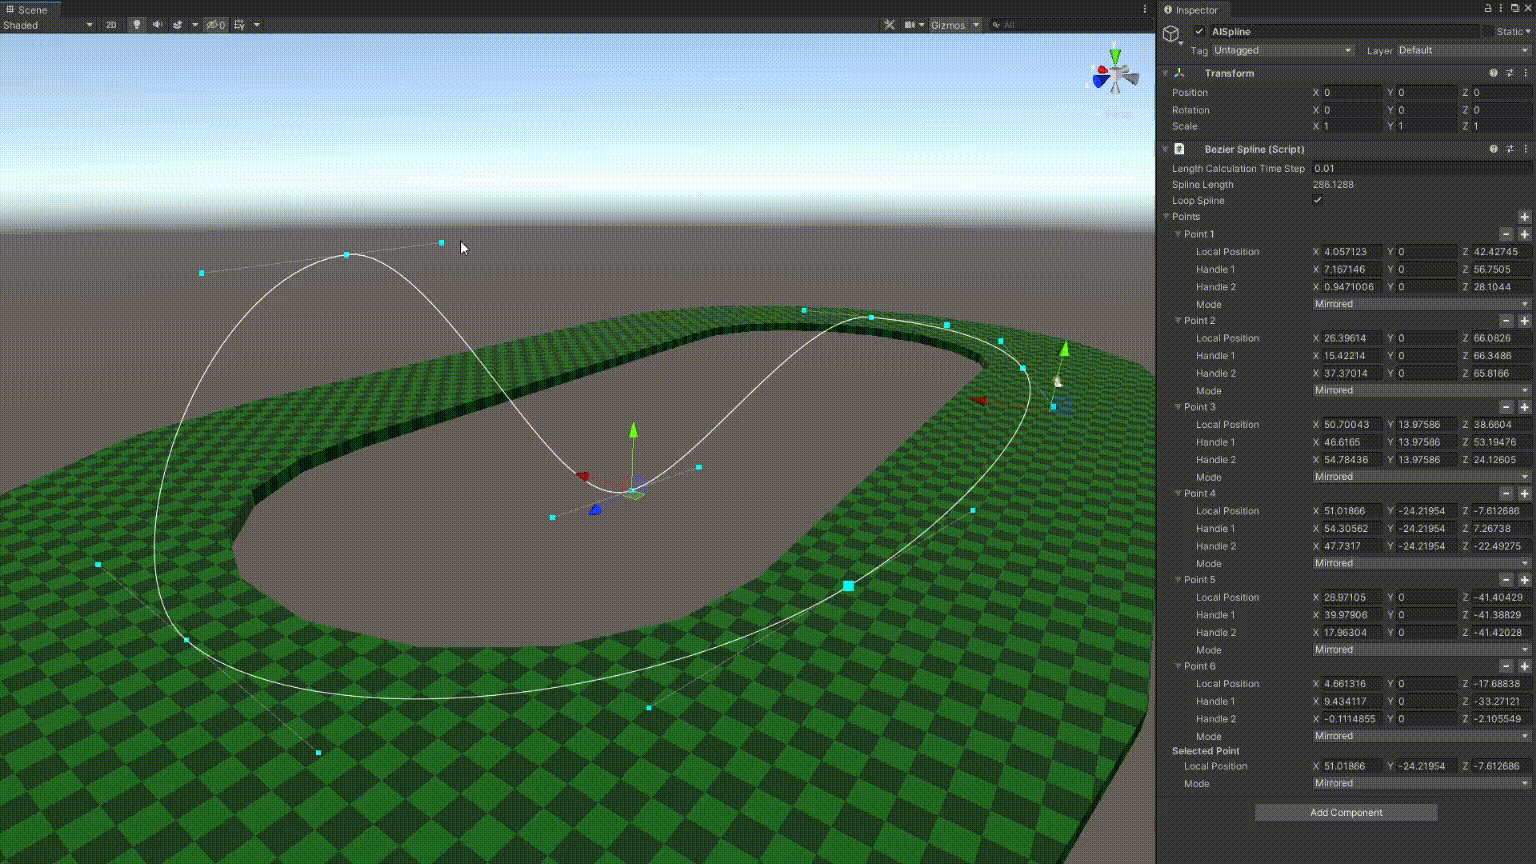 Scene
Shaded 2D 0 Gizmos All
Persp
Inspector
AISpline Static
Tag Untagged Layer Default
Transform
Position X 0 Y 0 Z 0
Rotation X 0 Y 0 Z 0
Scale X 1 Y 1 Z 1
Bezier Spline (Script)
Length Calculation Time Step 0.01
Spline Length 286.1288
Loop Spline
Points
Point 1
Local Position X 4.057123 Y 0 Z 42.42745
Handle 1 X 7.167146 Y 0 Z 56.7505
Handle 2 X 0.9471006 Y 0 Z 28.1044
Mode Mirrored
Point 2
Local Position X 26.39614 Y 0 Z 66.0826
Handle 1 X 15.42214 Y 0 Z 66.3486
Handle 2 X 37.37014 Y 0 Z 65.8166
Mode Mirrored
Point 3
Local Position X 50.70043 Y 13.97586 Z 38.6604
Handle 1 X 46.6165 Y 13.97586 Z 53.19476
Handle 2 X 54.78436 Y 13.97586 Z 24.12605
Mode Mirrored
Point 4
Local Position X 51.01866 Y -24.21954 Z -7.612686
Handle 1 X 54.30562 Y -24.21954 Z 7.26738
Handle 2 X 47.7317 Y -24.21954 Z -22.49275
Mode Mirrored
Point 5
Local Position X 28.97105 Y 0 Z -41.40429
Handle 1 X 39.97906 Y 0 Z -41.38829
Handle 2 X 17.96304 Y 0 Z -41.42028
Mode Mirrored
Point 6
Local Position X 4.661316 Y 0 Z -17.68838
Handle 1 X 9.434117 Y 0 Z -33.27121
Handle 2 X -0.1114855 Y 0 Z -2.105549
Mode Mirrored
Selected Point
Local Position X 51.01866 Y -24.21954 Z -7.612686
Mode Mirrored
Add Component